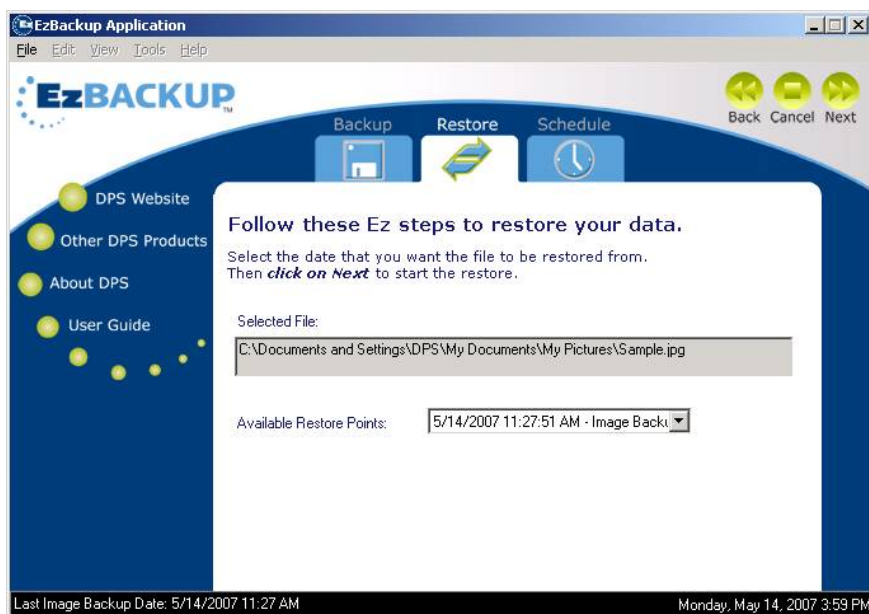 EzBackup Application
File Edit View Tools Help
EzBACKUP
TM
Back Cancel Next
Backup Restore Schedule
DPS Website
Other DPS Products
About DPS
User Guide
Follow these Ez steps to restore your data.
Select the date that you want the file to be restored from.
Then click on Next to start the restore.
Selected File:
C:\Documents and Settings\DPS\My Documents\My Pictures\Sample.jpg
Available Restore Points: 5/14/2007 11:27:51 AM - Image Backu
Last Image Backup Date: 5/14/2007 11:27 AM
Monday, May 14, 2007 3:59 PM